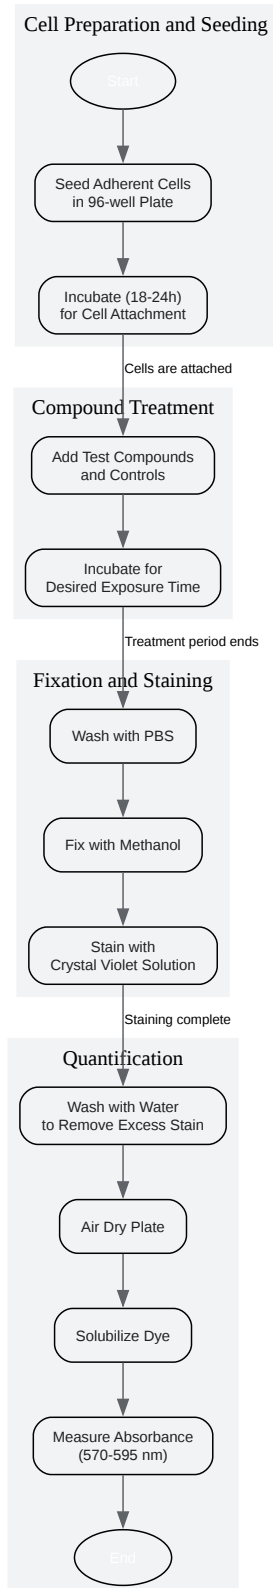 Cell Preparation and Seeding
Start
Seed Adherent Cells
in 96-well Plate
Incubate (18-24h)
for Cell Attachment
Cells are attached
Compound Treatment
Add Test Compounds
and Controls
Incubate for
Desired Exposure Time
Treatment period ends
Fixation and Staining
Wash with PBS
Fix with Methanol
Stain with
Crystal Violet Solution
Staining complete
Quantification
Wash with Water
to Remove Excess Stain
Air Dry Plate
Solubilize Dye
Measure Absorbance
(570-595 nm)
End